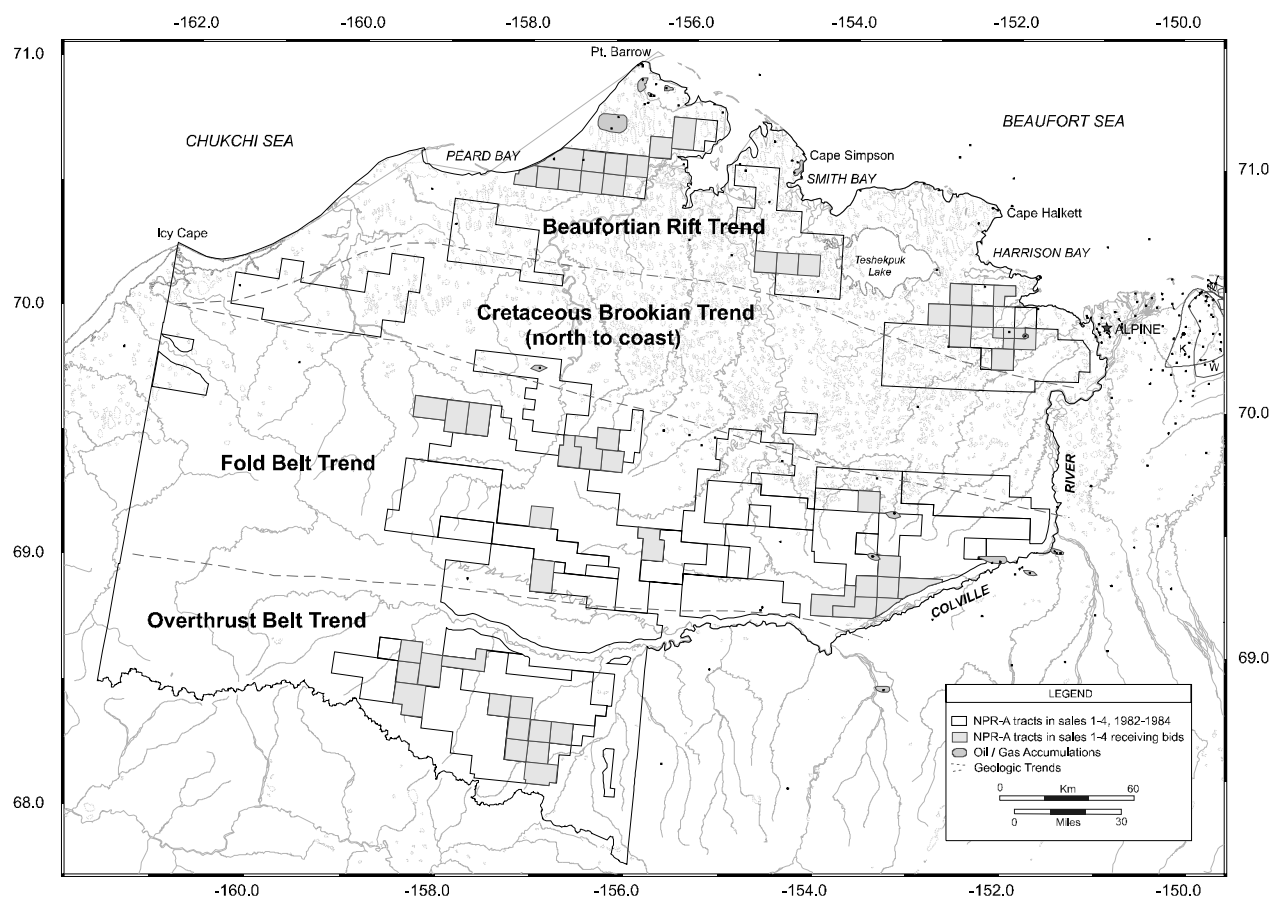 -162.0 -160.0 -158.0 -156.0 -154.0 -152.0 -150.0
71.0
Pt. Barrow
BEAUFORT SEA
CHUKCHI SEA
PEARD BAY
Cape Simpson
71.0
SMITH BAY
Cape Halkett
Beaufortian Rift Trend
Icy Cape
HARRISON BAY
Teshekpuk
Lake
70.0
Cretaceous Brookian Trend
(north to coast)
ALPINE
K
W
70.0
Fold Belt Trend
RIVER
69.0
COLVILLE
Overthrust Belt Trend
69.0
LEGEND
NPR-A tracts in sales 1-4, 1982-1984
NPR-A tracts in sales 1-4 receiving bids
Oil / Gas Accumulations
Geologic Trends
0 Km 60
0 Miles 30
68.0
68.0
-160.0 -158.0 -156.0 -154.0 -152.0 -150.0